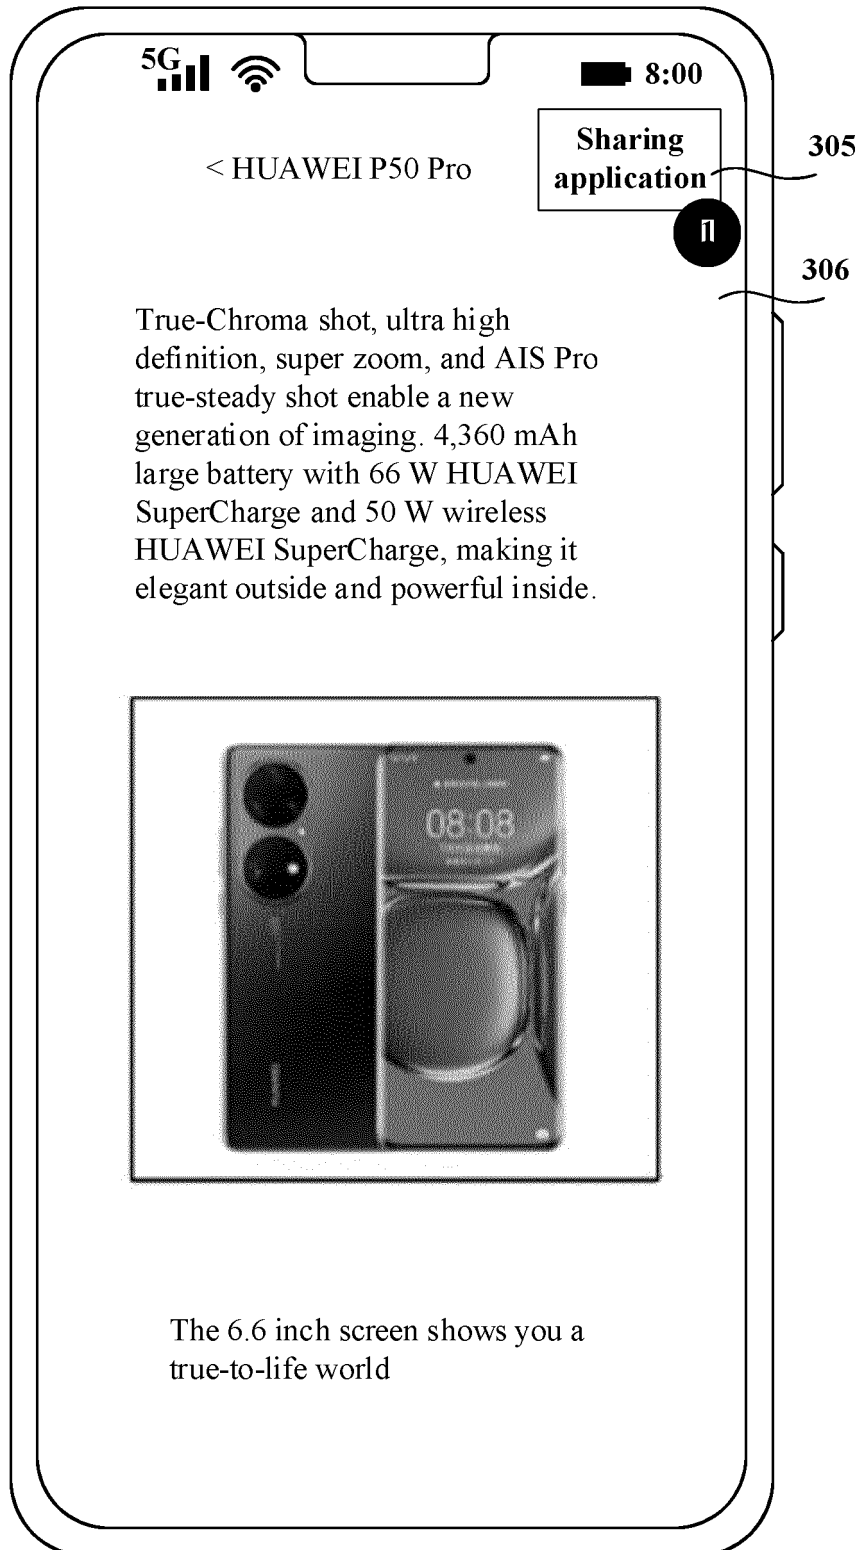 5G
8:00
Sharing
application
305
< HUAWEI P50 Pro
306
True-Chroma shot, ultra high
definition, super zoom, and AIS Pro
true-steady shot enable a new
generation of imaging. 4,360 mAh
large battery with 66 W HUAWEI
SuperCharge and 50 W wireless
HUAWEI SuperCharge, making it
elegant outside and powerful inside.
08:08
The 6.6 inch screen shows you a
true-to-life world